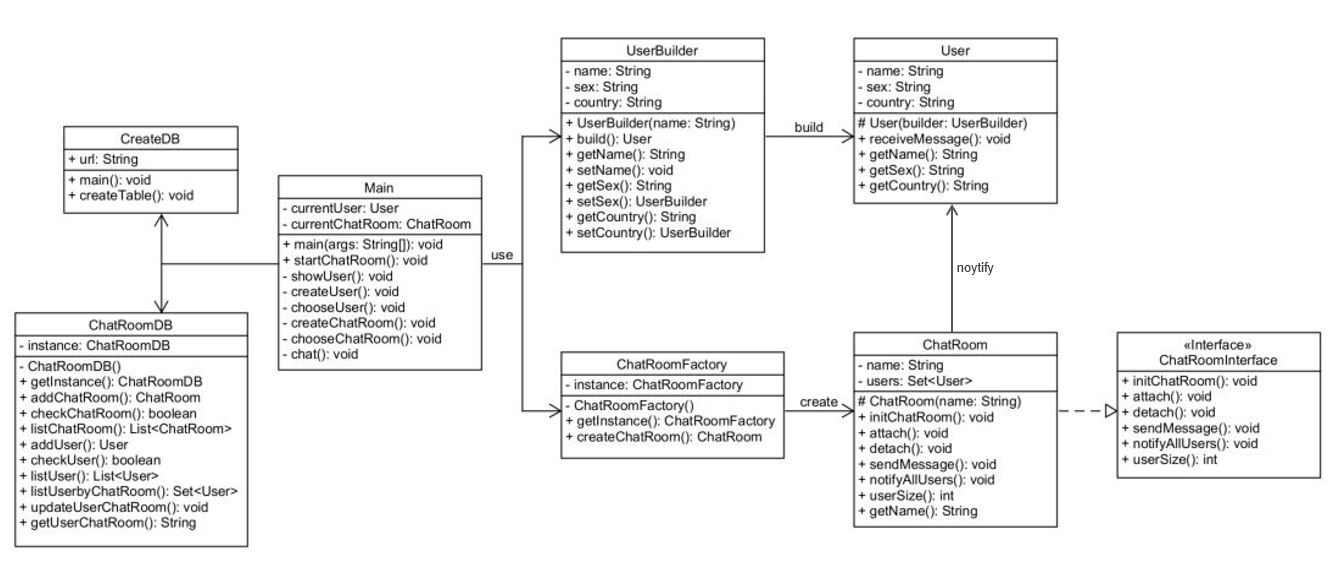 CreateDB
+ url: String
+ main(): void
+ createTable(): void
ChatRoomDB
- instance: ChatRoomDB
- ChatRoomDB()
+ getInstance(): ChatRoomDB
+ addChatRoom(): ChatRoom
+ checkChatRoom(): boolean
+ listChatRoom(): List<ChatRoom>
+ addUser(): User
+ checkUser(): boolean
+ listUser(): List<User>
+ listUserbyChatRoom(): Set<User>
+ updateUserChatRoom(): void
+ getUserChatRoom(): String
Main
- currentUser: User
- currentChatRoom: ChatRoom
+ main(args: String[]): void
+ startChatRoom(): void
- showUser(): void
- createUser(): void
- chooseUser(): void
- createChatRoom(): void
- chooseChatRoom(): void
- chat(): void
use
UserBuilder
- name: String
- sex: String
- country: String
+ UserBuilder(name: String)
+ build(): User
+ getName(): String
+ setName(): void
+ getSex(): String
+ setSex(): UserBuilder
+ getCountry(): String
+ setCountry(): UserBuilder
build
User
- name: String
- sex: String
- country: String
# User(builder: UserBuilder)
+ receiveMessage(): void
+ getName(): String
+ getSex(): String
+ getCountry(): String
noytify
ChatRoomFactory
- instance: ChatRoomFactory
- ChatRoomFactory()
+ getInstance(): ChatRoomFactory
+ createChatRoom(): ChatRoom
create
ChatRoom
- name: String
- users: Set<User>
# ChatRoom(name: String)
+ initChatRoom(): void
+ attach(): void
+ detach(): void
+ sendMessage(): void
+ notifyAllUsers(): void
+ userSize(): int
+ getName(): String
«Interface»
ChatRoomInterface
+ initChatRoom(): void
+ attach(): void
+ detach(): void
+ sendMessage(): void
+ notifyAllUsers(): void
+ userSize(): int